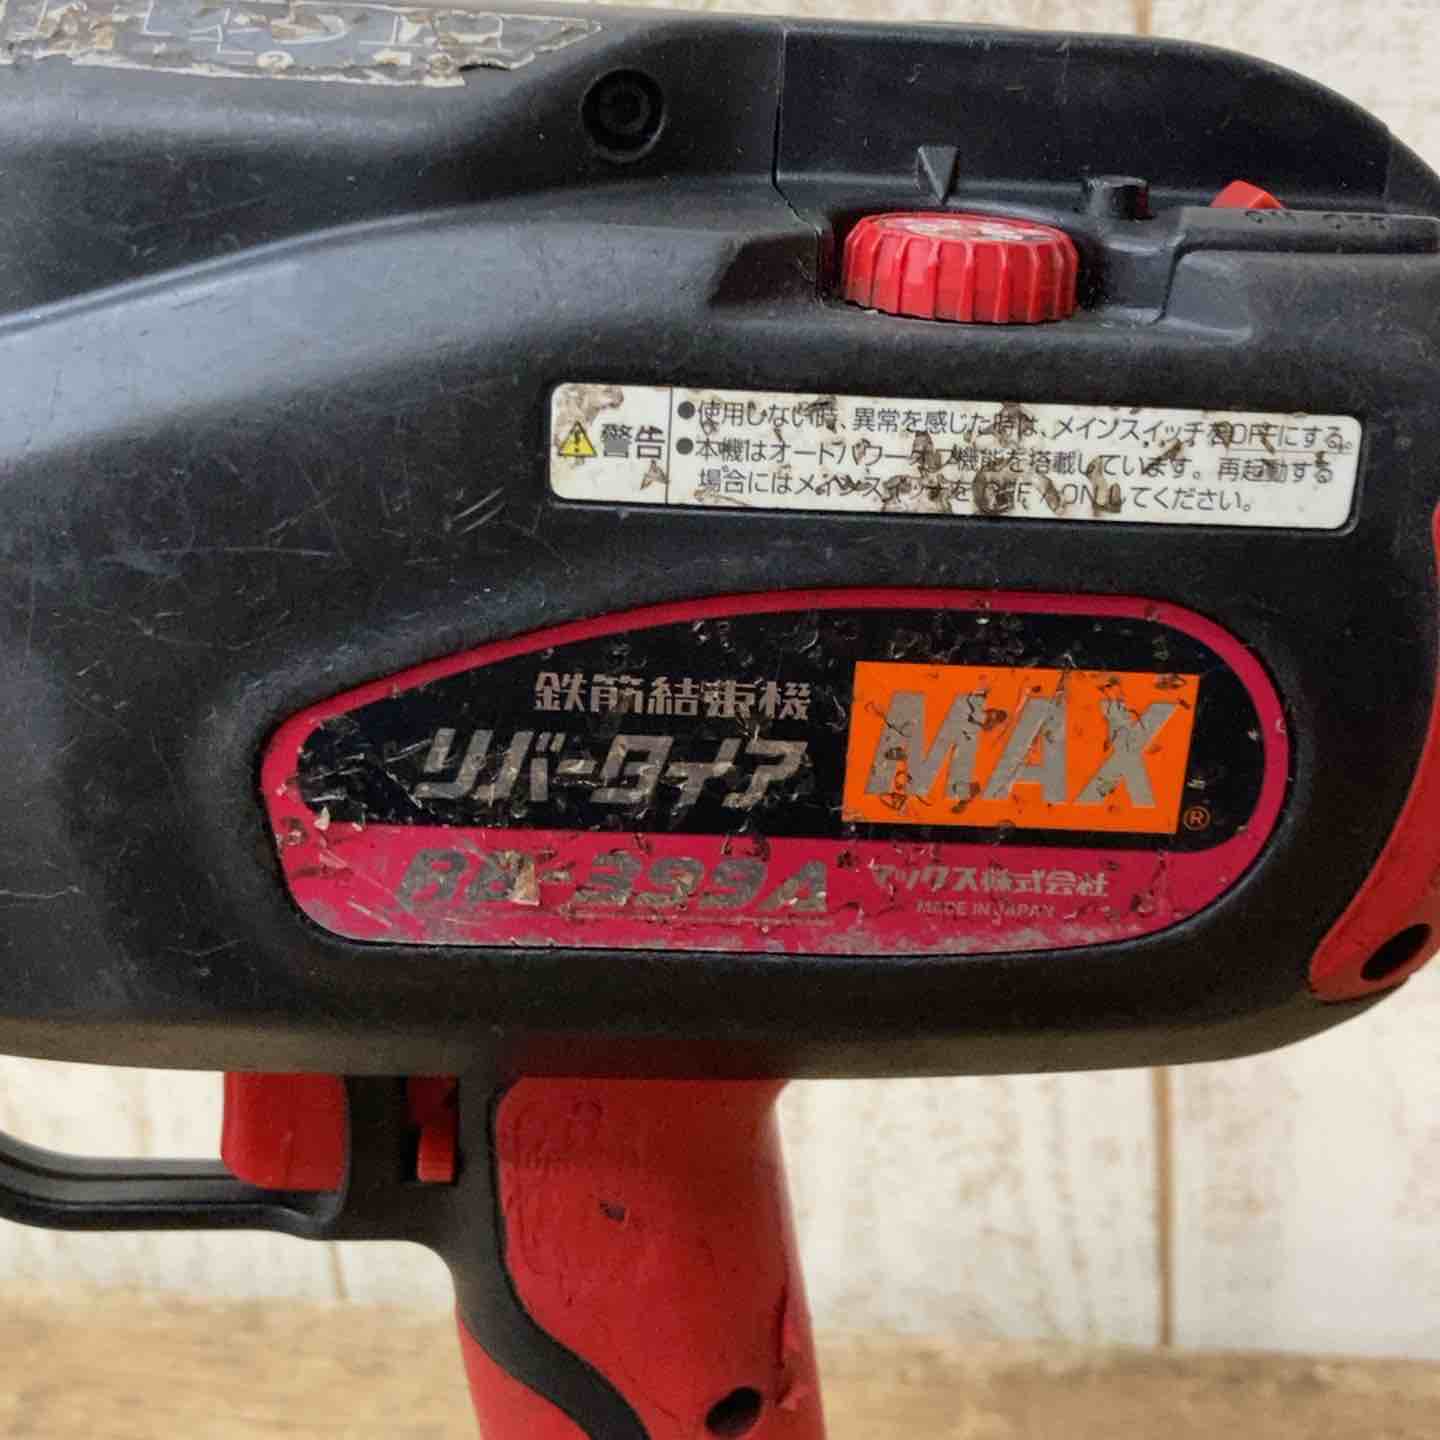 ON OFF
警告
●使用しない時、異常を感じた時は、メインスイッチをOFFにする。
●本機はオートパワーオフ機能を搭載しています。再起動する
場合にはメインスイッチをOFF/ONしてください。
鉄筋結束機
リバータイア
MAX®
RB-399A
マックス株式会社
MADE IN JAPAN